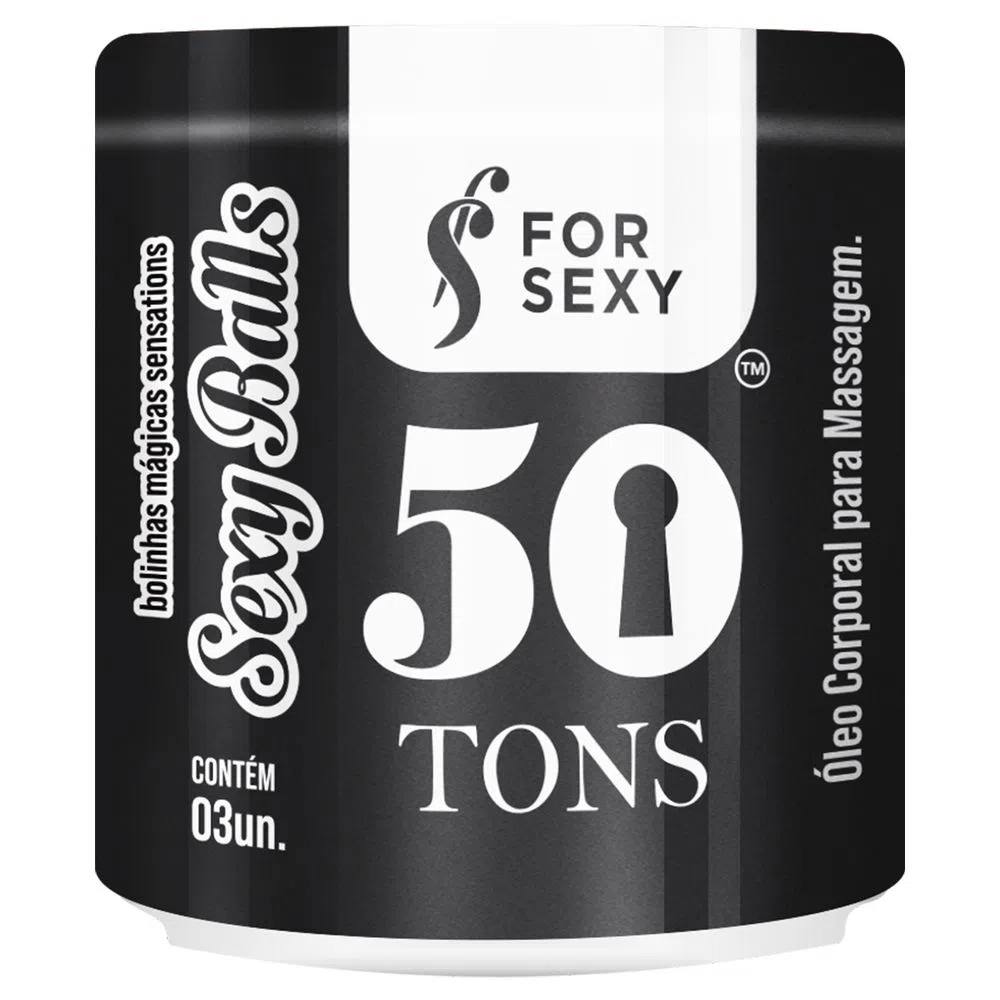 FOR
SEXY
TM
50
TONS
bolinhas mágicas sensations
Sexy Balls
CONTÉM
03un.
Óleo Corporal para Massagem.